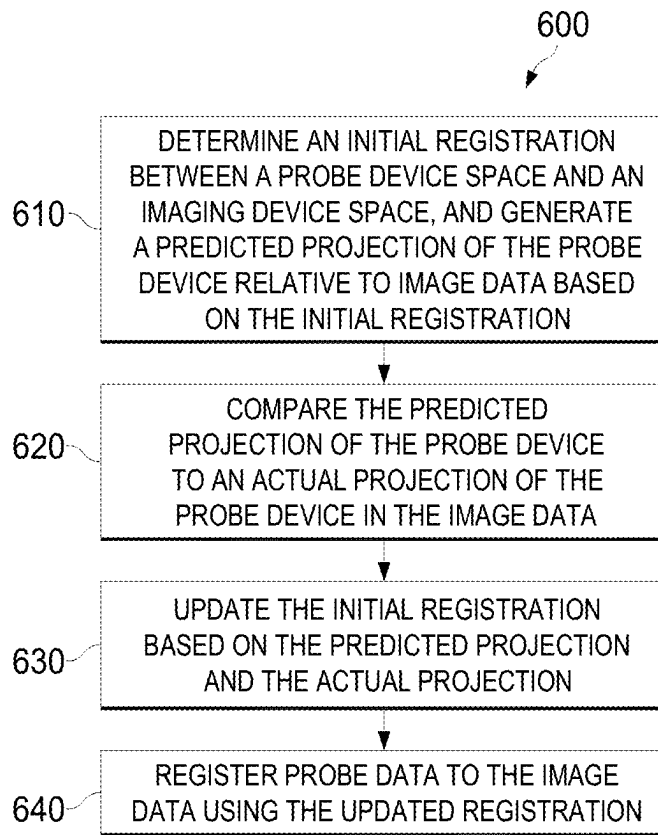 600
610
DETERMINE AN INITIAL REGISTRATION
BETWEEN A PROBE DEVICE SPACE AND AN
IMAGING DEVICE SPACE, AND GENERATE
A PREDICTED PROJECTION OF THE PROBE
DEVICE RELATIVE TO IMAGE DATA BASED
ON THE INITIAL REGISTRATION
620
COMPARE THE PREDICTED
PROJECTION OF THE PROBE DEVICE
TO AN ACTUAL PROJECTION OF THE
PROBE DEVICE IN THE IMAGE DATA
630
UPDATE THE INITIAL REGISTRATION
BASED ON THE PREDICTED PROJECTION
AND THE ACTUAL PROJECTION
640
REGISTER PROBE DATA TO THE IMAGE
DATA USING THE UPDATED REGISTRATION